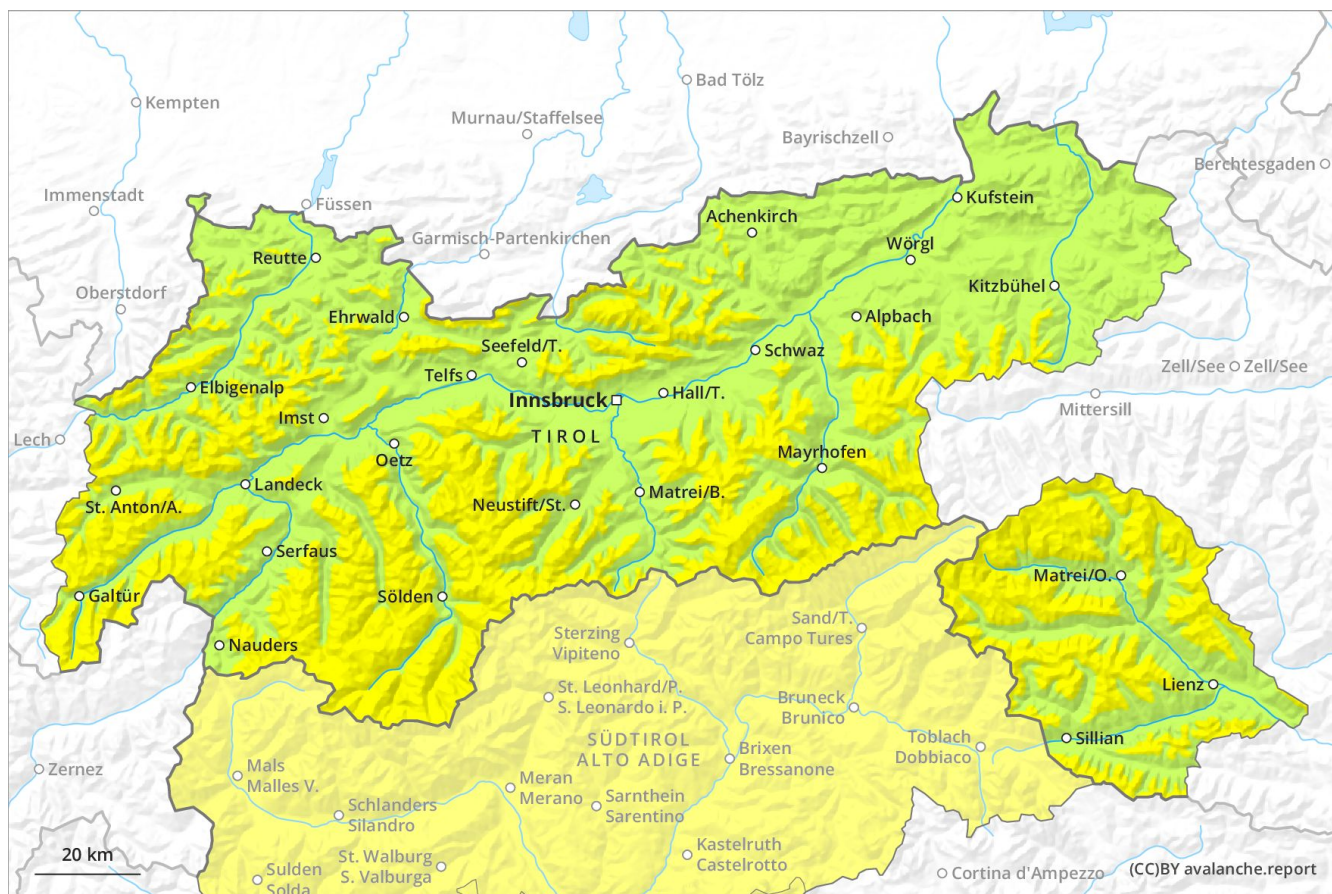 Kempten
Bad Tölz
Murnau/Staffelsee
Bayrischzell
Berchtesgaden
Immenstadt
Füssen
Kufstein
Achenkirch
Garmisch-Partenkirchen
Wörgl
Reutte
Kitzbühel
Oberstdorf
Ehrwald
Alpbach
Seefeld/T.
Schwaz
Zell/See
Zell/See
Telfs
Elbigenalp
Innsbruck
Hall/T.
Mittersill
Imst
Lech
TIROL
Oetz
Mayrhofen
Landeck
Matrei/B.
St. Anton/A.
Neustift/St.
Serfaus
Matrei/O.
Galtür
Sölden
Sand/T.
Campo Tures
Sterzing
Vipiteno
Nauders
Lienz
St. Leonhard/P.
S. Leonardo i. P.
Bruneck
Brunico
Toblach
Dobbiaco
Sillian
SÜDTIROL
ALTO ADIGE
Brixen
Bressanone
Zernez
Mals
Malles V.
Meran
Merano
Schlanders
Silandro
Sarnthein
Sarentino
20 km
St. Walburg
S. Valburga
Kastelruth
Castelrotto
Sulden
Solda
Cortina d'Ampezzo
(CC)BY avalanche.report